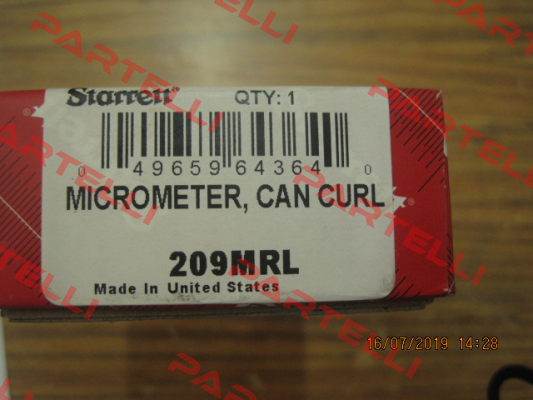 Starrett QTY: 1
0 49659 64364 0
MICROMETER, CAN CURL
209MRL
Made In United States
16/07/2019 14:28
PARTELLI
PARTELLI
PARTELLI
PARTELLI
PARTELLI
PARTELLI